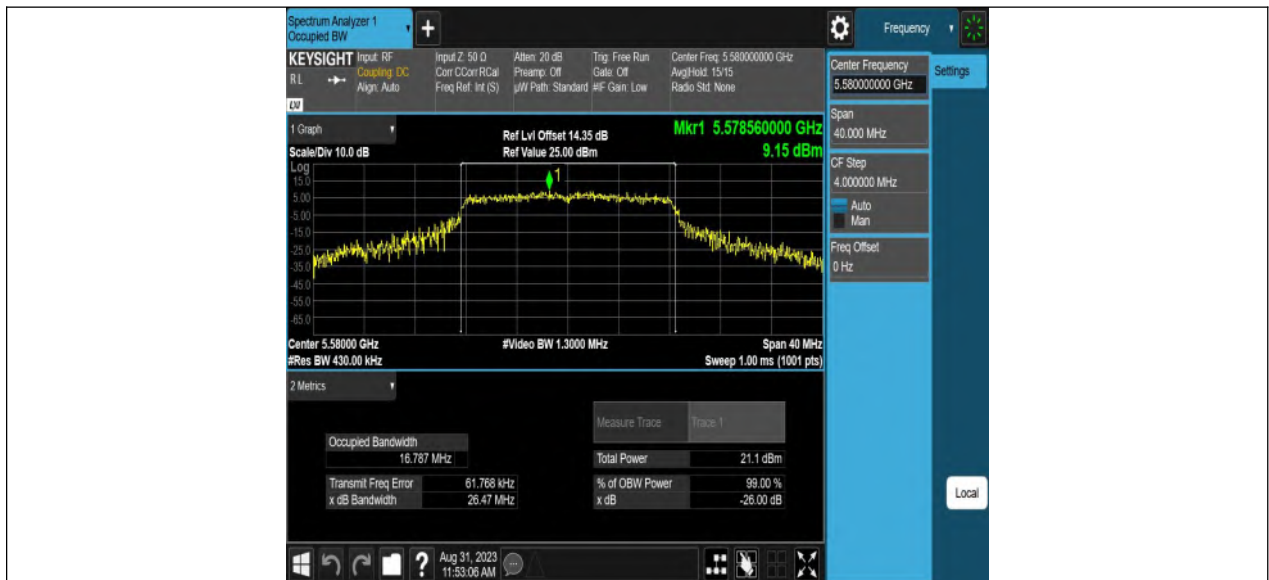 Spectrum Analyzer 1
Occupied BW
+
Frequency
KEYSIGHT
RL
LXI
Input: RF
Coupling: DC
Align: Auto
Input Z: 50 Ω
Corr CCorr RCal
Freq Ref: Int (S)
Atten: 20 dB
Preamp: Off
µW Path: Standard
Trig: Free Run
Gate: Off
#IF Gain: Low
Center Freq: 5.580000000 GHz
Avg|Hold: 15/15
Radio Std: None
Center Frequency
5.580000000 GHz
Settings
Span
40.000 MHz
CF Step
4.000000 MHz
Auto
Man
Freq Offset
0 Hz
Local
1 Graph
Scale/Div 10.0 dB
Ref Lvl Offset 14.35 dB
Ref Value 25.00 dBm
Mkr1 5.578560000 GHz
9.15 dBm
Log
15.0
5.00
-5.00
-15.0
-25.0
-35.0
-45.0
-55.0
-65.0
1
Center 5.58000 GHz
#Res BW 430.00 kHz
#Video BW 1.3000 MHz
Span 40 MHz
Sweep 1.00 ms (1001 pts)
2 Metrics
Measure Trace
Trace 1
Occupied Bandwidth
16.787 MHz
Total Power
21.1 dBm
Transmit Freq Error
61.768 kHz
% of OBW Power
99.00 %
x dB Bandwidth
26.47 MHz
x dB
-26.00 dB
?
Aug 31, 2023
11:53:06 AM